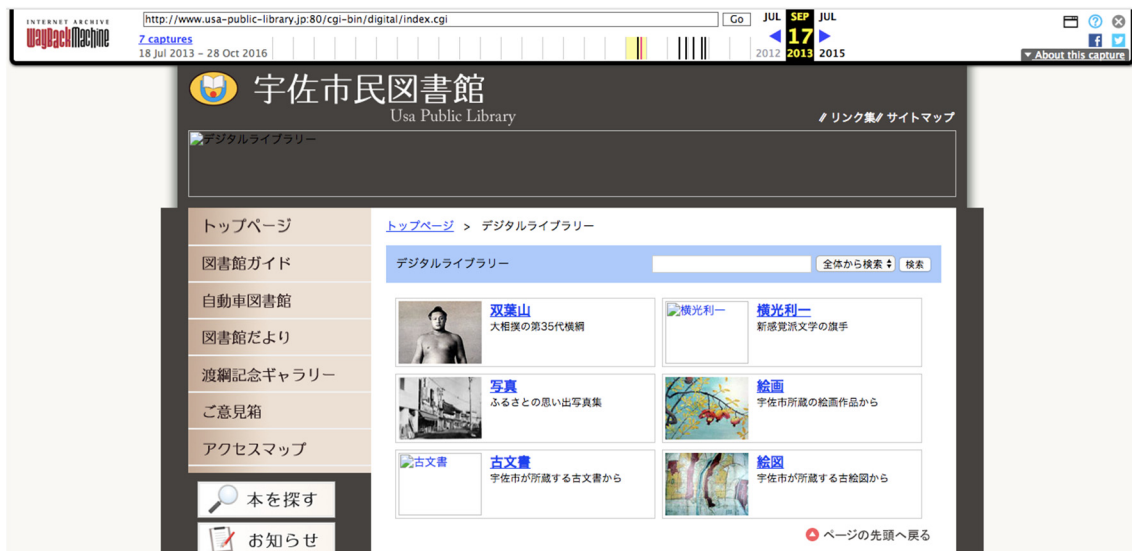 INTERNET ARCHIVE
WayBackMachine
http://www.usa-public-library.jp:80/cgi-bin/digital/index.cgi
Go
JUL SEP JUL
17
2012 2013 2015
7 captures
18 Jul 2013 – 28 Oct 2016
▼ About this capture
宇佐市民図書館
Usa Public Library
// リンク集// サイトマップ
デジタルライブラリー
トップページ
図書館ガイド
自動車図書館
図書館だより
渡綱記念ギャラリー
ご意見箱
アクセスマップ
本を探す
お知らせ
トップページ > デジタルライブラリー
デジタルライブラリー 全体から検索 検索
双葉山
大相撲の第35代横綱
横光利一
横光利一
新感覚派文学の旗手
写真
ふるさとの思い出写真集
絵画
宇佐市所蔵の絵画作品から
古文書
古文書
宇佐市が所蔵する古文書から
絵図
宇佐市が所蔵する古絵図から
ページの先頭へ戻る